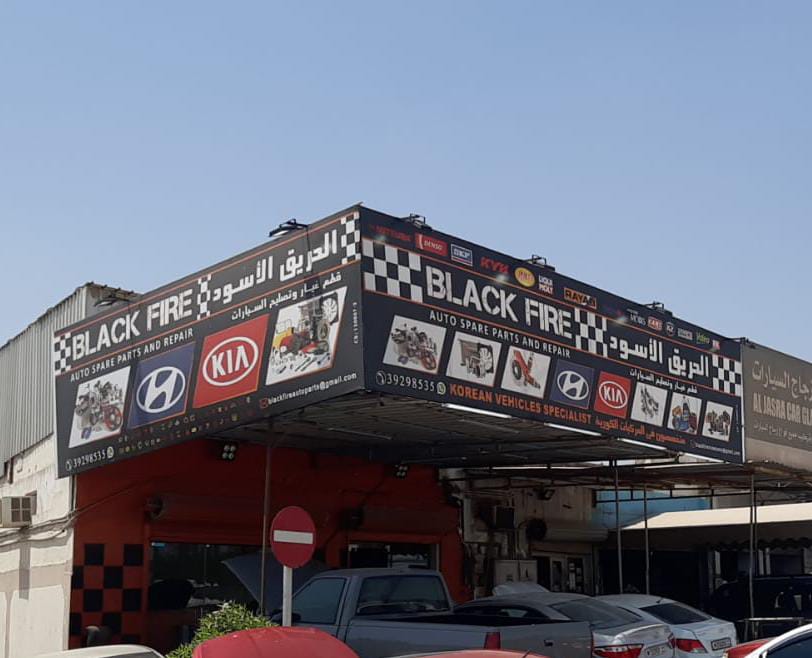 BLACK FIRE الحريق الأسود
AUTO SPARE PARTS AND REPAIR قطع غيار وتصليح السيارات
HYUNDAI
KIA
39298535
blackfireautoparts@gmail.com
DENSO SKF KYB LIQUI MOLY
BLACK FIRE الحريق الأسود
AUTO SPARE PARTS AND REPAIR قطع غيار وتصليح السيارات
KIA
39298535 KOREAN VEHICLES SPECIALIST متخصصون في المركبات الكورية
السيارات
AL JASRA CAR